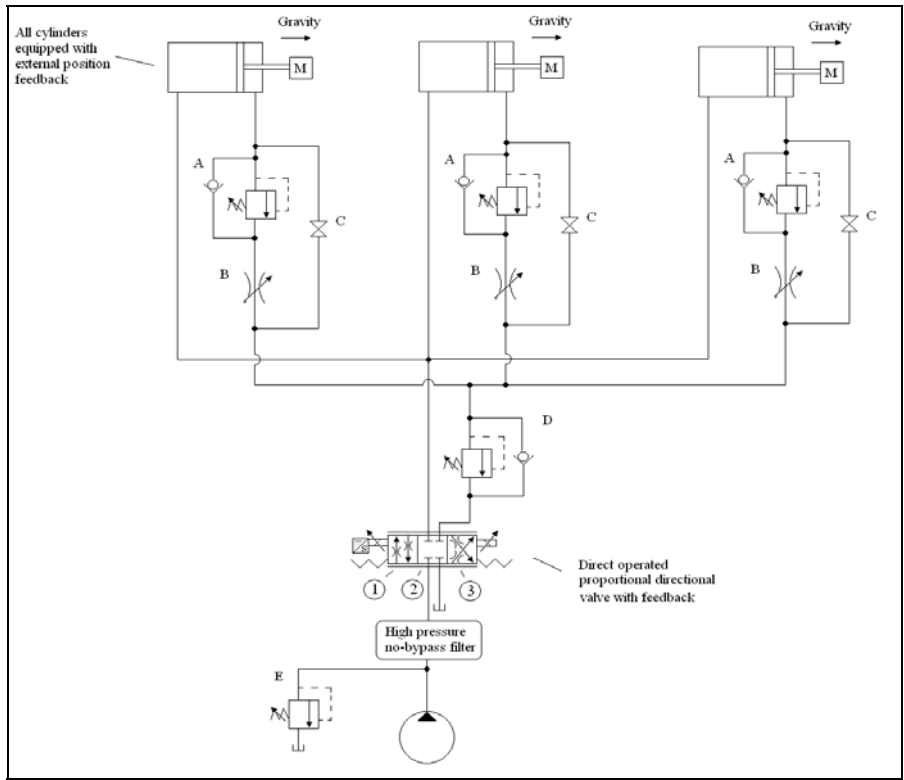 All cylinders
equipped with
external position
feedback
Gravity
M
Gravity
M
Gravity
M
A
C
B
A
C
B
A
C
B
D
1
2
3
Direct operated
proportional directional
valve with feedback
High pressure
no-bypass filter
E